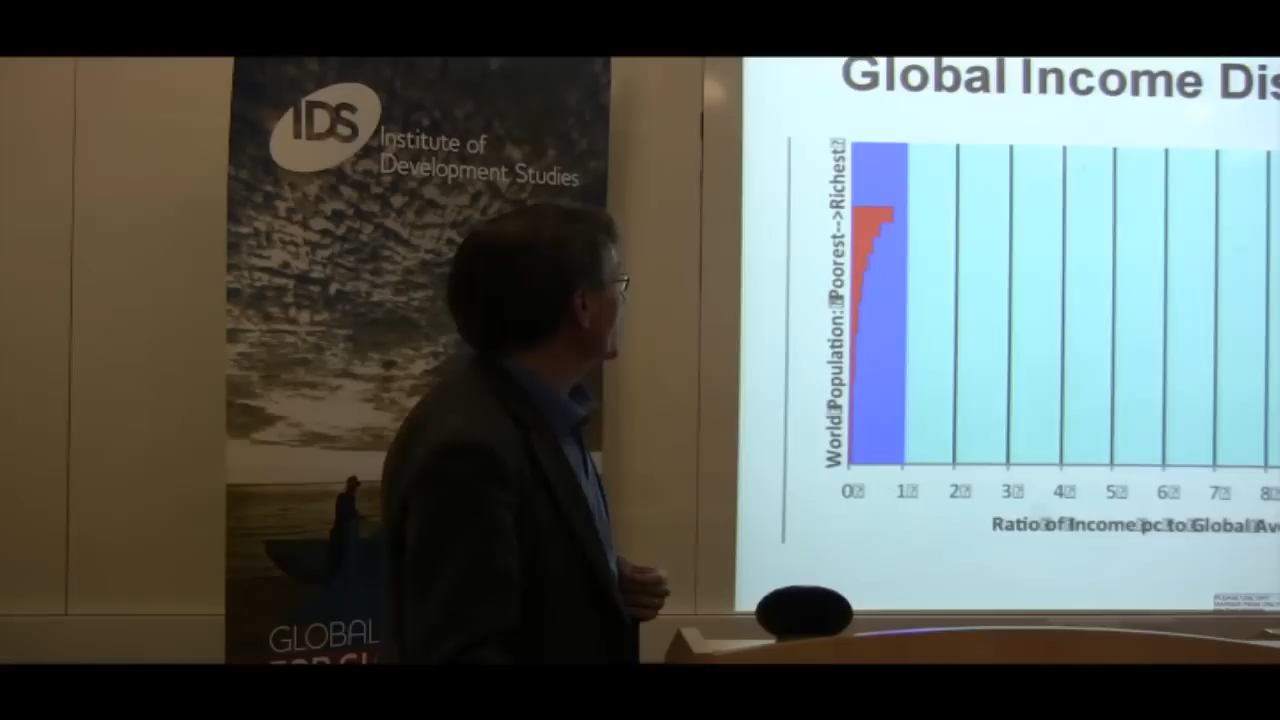 IDS
Institute of
Development Studies
GLOBAL
Global Income Dis
World Population: Poorest-->Richest
0 1 2 3 4 5 6 7 8
Ratio of Income pc to Global Av